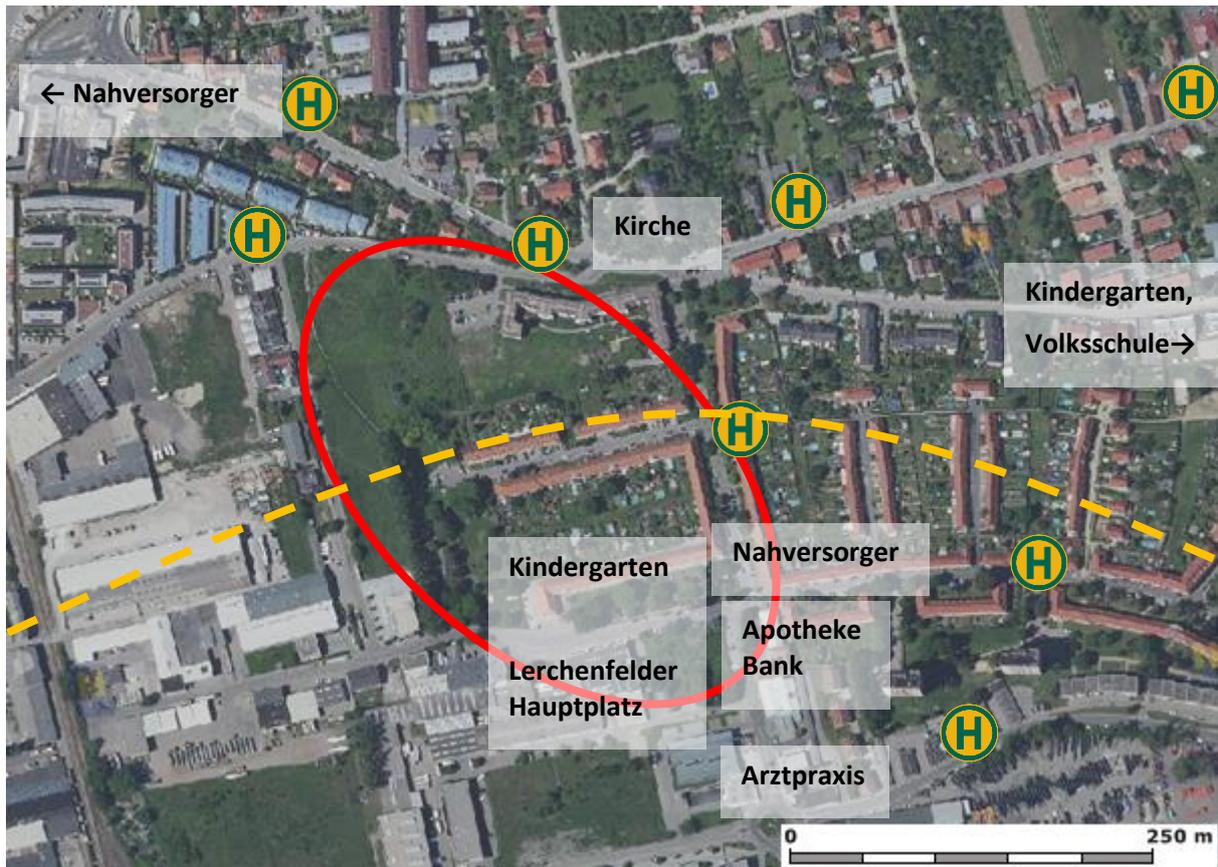 ← Nahversorger
H
H
H
H
H
Kirche
Kindergarten,
Volksschule→
H
Kindergarten
Nahversorger
H
Lerchenfelder
Hauptplatz
Apotheke
Bank
H
Arztpraxis
0 250 m